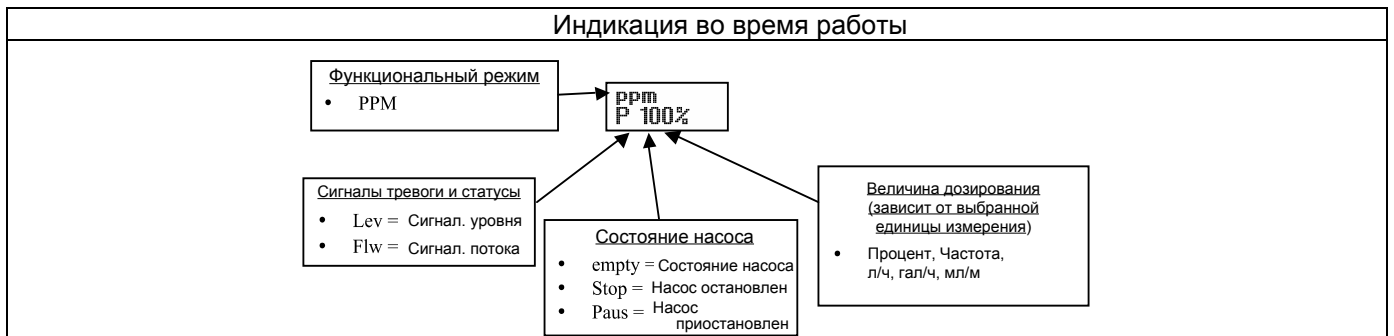 Индикация во время работы
Функциональный режим
• PPM
ppm
P 100%
Сигналы тревоги и статусы
• Lev = Сигнал. уровня
• Flw = Сигнал. потока
Состояние насоса
• empty = Состояние насоса
• Stop = Насос остановлен
• Paus = Насос
приостановлен
Величина дозирования
(зависит от выбранной
единицы измерения)
• Процент, Частота,
л/ч, гал/ч, мл/м